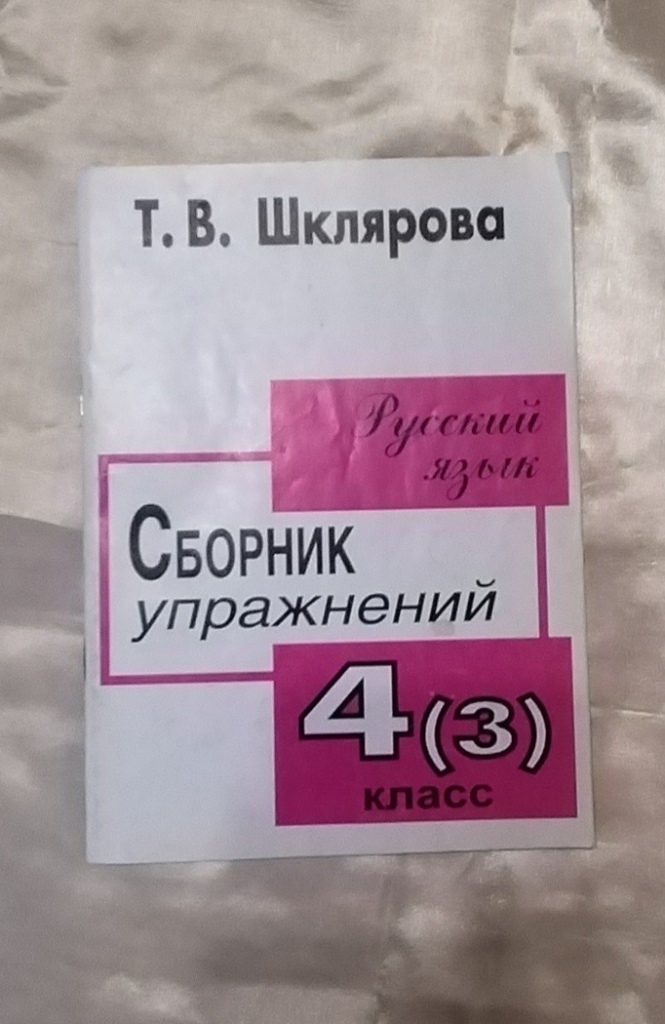 Т. В. Шклярова
Русский
язык
Сборник
упражнений
4(3)
класс